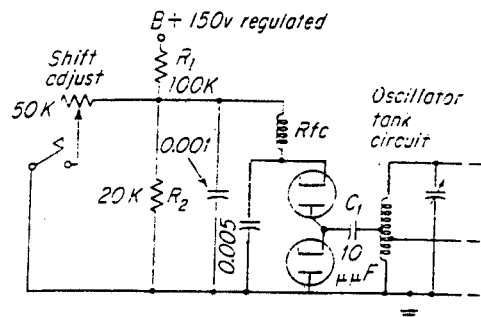 B+ 150v regulated
R1
100K
Shift
adjust
50K
Oscillator
tank
circuit
Rfc
0.001
20K
R2
0.005
C1
10
μμF